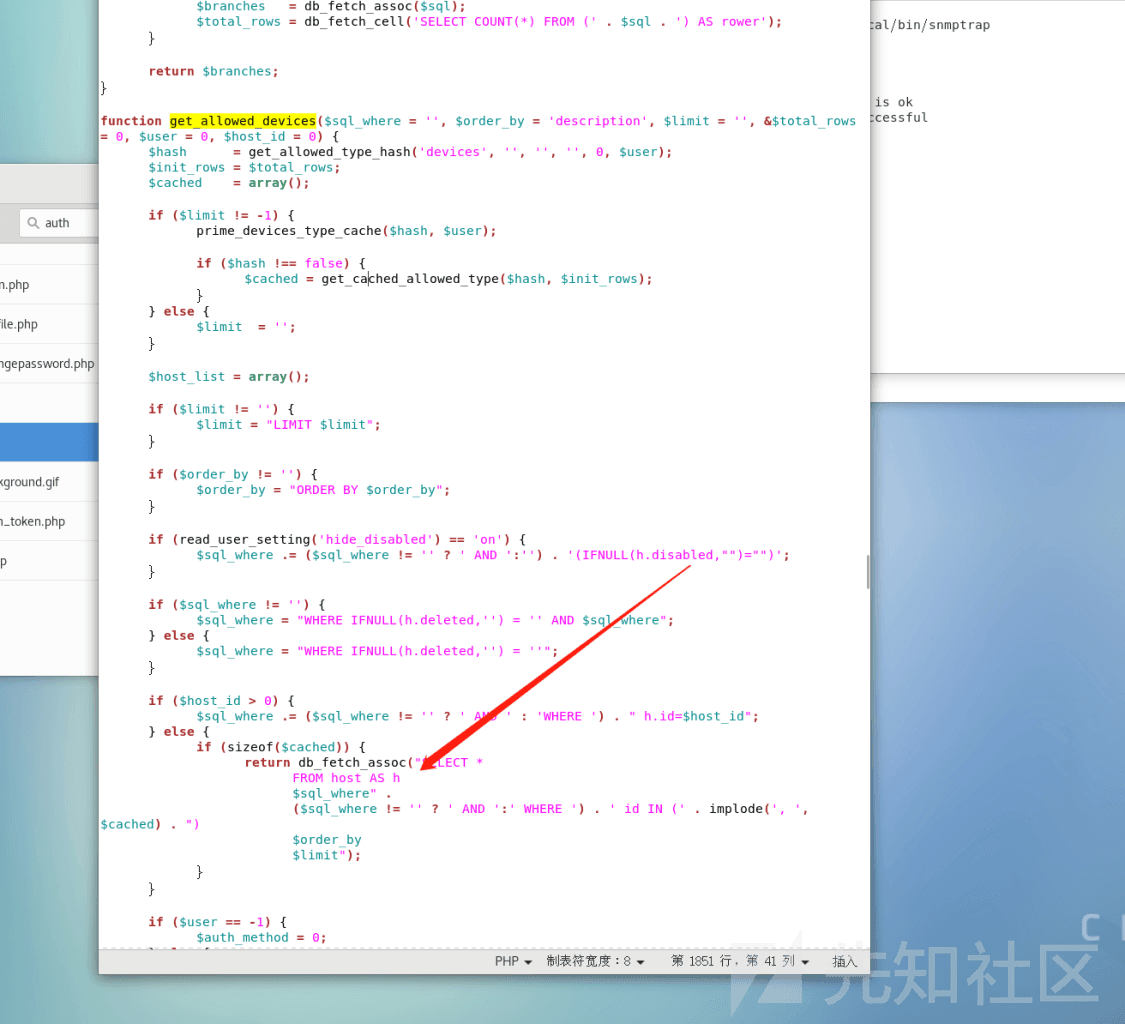 $branches   = db_fetch_assoc($sql);
$total_rows = db_fetch_cell('SELECT COUNT(*) FROM (' . $sql . ') AS rower');
}
return $branches;
}
function get_allowed_devices($sql_where = '', $order_by = 'description', $limit = '', &$total_rows
= 0, $user = 0, $host_id = 0) {
$hash      = get_allowed_type_hash('devices', '', '', '', 0, $user);
$init_rows = $total_rows;
$cached    = array();
if ($limit != -1) {
prime_devices_type_cache($hash, $user);
if ($hash !== false) {
$cached = get_cached_allowed_type($hash, $init_rows);
}
} else {
$limit  = '';
}
$host_list = array();
if ($limit != '') {
$limit = "LIMIT $limit";
}
if ($order_by != '') {
$order_by = "ORDER BY $order_by";
}
if (read_user_setting('hide_disabled') == 'on') {
$sql_where .= ($sql_where != '' ? ' AND ':'') . '(IFNULL(h.disabled,"")="")';
}
if ($sql_where != '') {
$sql_where = "WHERE IFNULL(h.deleted,'') = '' AND $sql_where";
} else {
$sql_where = "WHERE IFNULL(h.deleted,'') = ''";
}
if ($host_id > 0) {
$sql_where .= ($sql_where != '' ? ' AND ' : 'WHERE ') . " h.id=$host_id";
} else {
if (sizeof($cached)) {
return db_fetch_assoc("SELECT *
FROM host AS h
$sql_where" .
($sql_where != '' ? ' AND ':' WHERE ') . ' id IN (' . implode(', ',
$cached) . ")
$order_by
$limit");
}
}
if ($user == -1) {
$auth_method = 0;
PHP 制表符宽度：8 第 1851 行，第 41 列 插入
auth
n.php
file.php
ngepassword.php
kground.gif
n_token.php
p
cal/bin/snmptrap
is ok
ccessful
C
先知社区